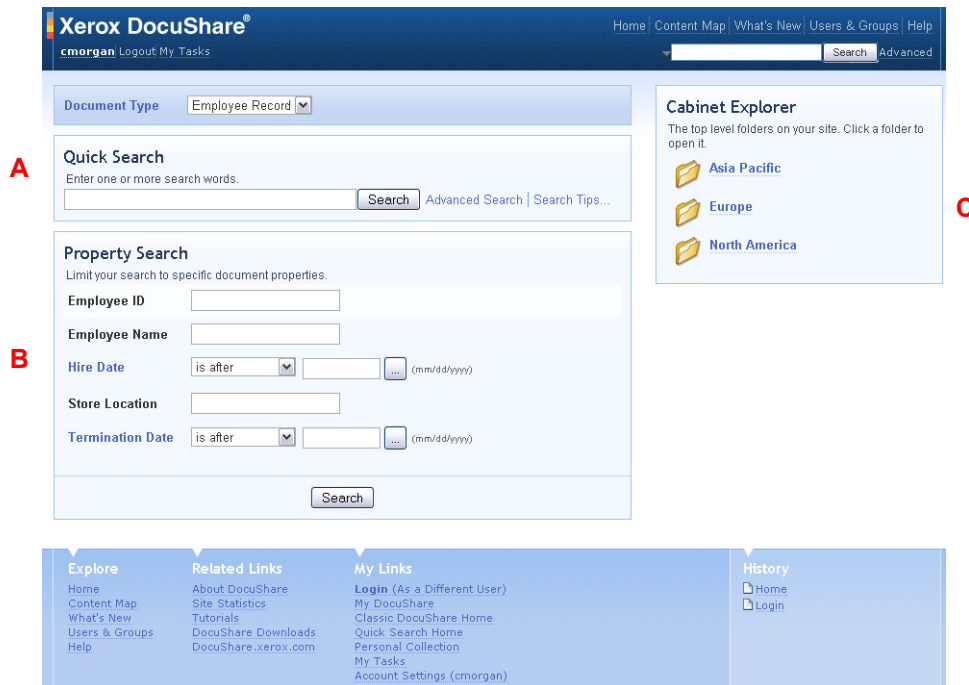 Xerox DocuShare®
Home Content Map What's New Users & Groups Help
cmorgan Logout My Tasks
Search Advanced
Document Type Employee Record
A
Quick Search
Enter one or more search words.
Search Advanced Search Search Tips...
Cabinet Explorer
The top level folders on your site. Click a folder to
open it.
Asia Pacific
Europe
North America
C
B
Property Search
Limit your search to specific document properties.
Employee ID
Employee Name
Hire Date is after ... (mm/dd/yyyy)
Store Location
Termination Date is after ... (mm/dd/yyyy)
Search
Explore
Home
Content Map
What's New
Users & Groups
Help
Related Links
About DocuShare
Site Statistics
Tutorials
DocuShare Downloads
DocuShare.xerox.com
My Links
Login (As a Different User)
My DocuShare
Classic DocuShare Home
Quick Search Home
Personal Collection
My Tasks
Account Settings (cmorgan)
History
Home
Login